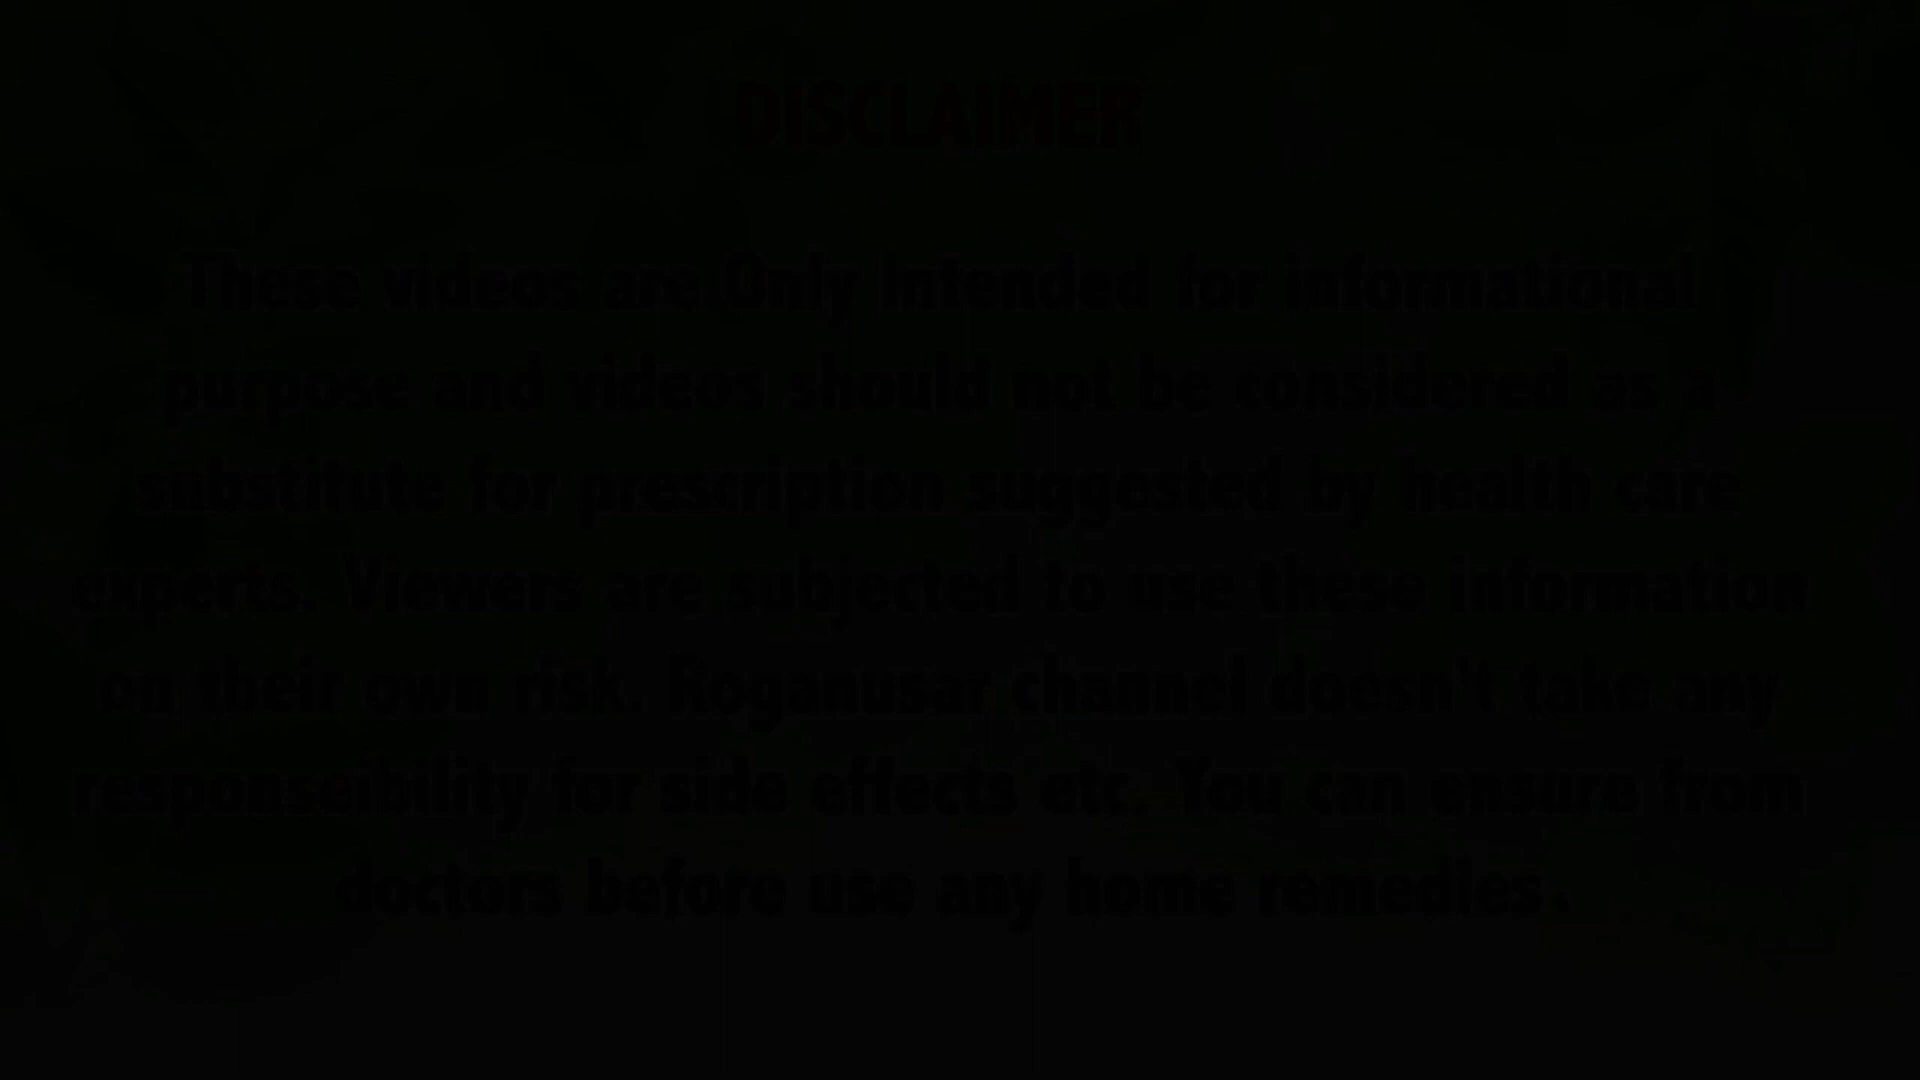 DISCLAIMER
These videos are Only Intended for informational
purpose and videos should not be considered as a
substitute for prescription suggested by health care
experts. Viewers are subjected to use these information
on their own risk. Roganusar channel doesn't take any
responseibility for side effects etc. You can ensure from
doctors before use any home remedies.